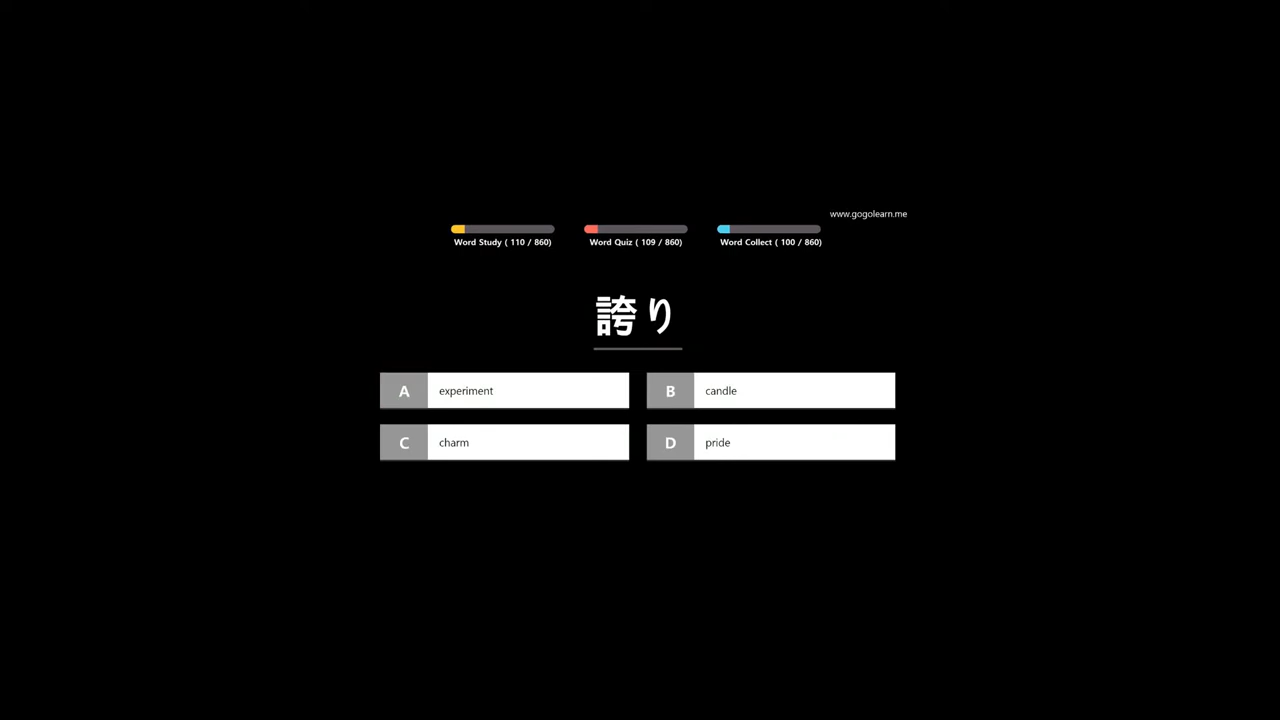 www.gogolearn.me
Word Study ( 110 / 860)
Word Quiz ( 109 / 860)
Word Collect ( 100 / 860)
誇り
A experiment
B candle
C charm
D pride